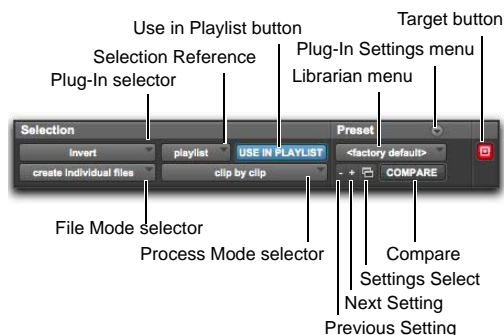 Use in Playlist button
Target button
Selection Reference
Plug-In Settings menu
Plug-In selector
Librarian menu
Selection
Preset
Invert
playlist
USE IN PLAYLIST
<factory default>
create individual files
clip by clip
- +
COMPARE
File Mode selector
Process Mode selector
Compare
Settings Select
Next Setting
Previous Setting